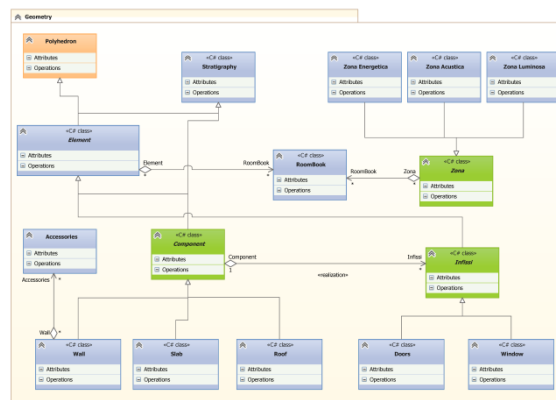 Geometry
Polyhedron
Attributes
Operations
«C# class»
Stratigraphy
Attributes
Operations
«C# class»
Zona Energetica
Attributes
Operations
«C# class»
Zona Acustica
Attributes
Operations
«C# class»
Zona Luminosa
Attributes
Operations
«C# class»
Element
Attributes
Operations
Element
*
RoomBook
*
«C# class»
RoomBook
Attributes
Operations
RoomBook
*
Zona
*
«C# class»
Zona
Attributes
Operations
Accessories
Attributes
Operations
Accessories
*
«C# class»
Component
Attributes
Operations
Component
1
«realization»
Infissi
*
«C# class»
Infissi
Attributes
Operations
Wall
*
«C# class»
Wall
Attributes
Operations
«C# class»
Slab
Attributes
Operations
«C# class»
Roof
Attributes
Operations
«C# class»
Doors
Attributes
Operations
«C# class»
Window
Attributes
Operations